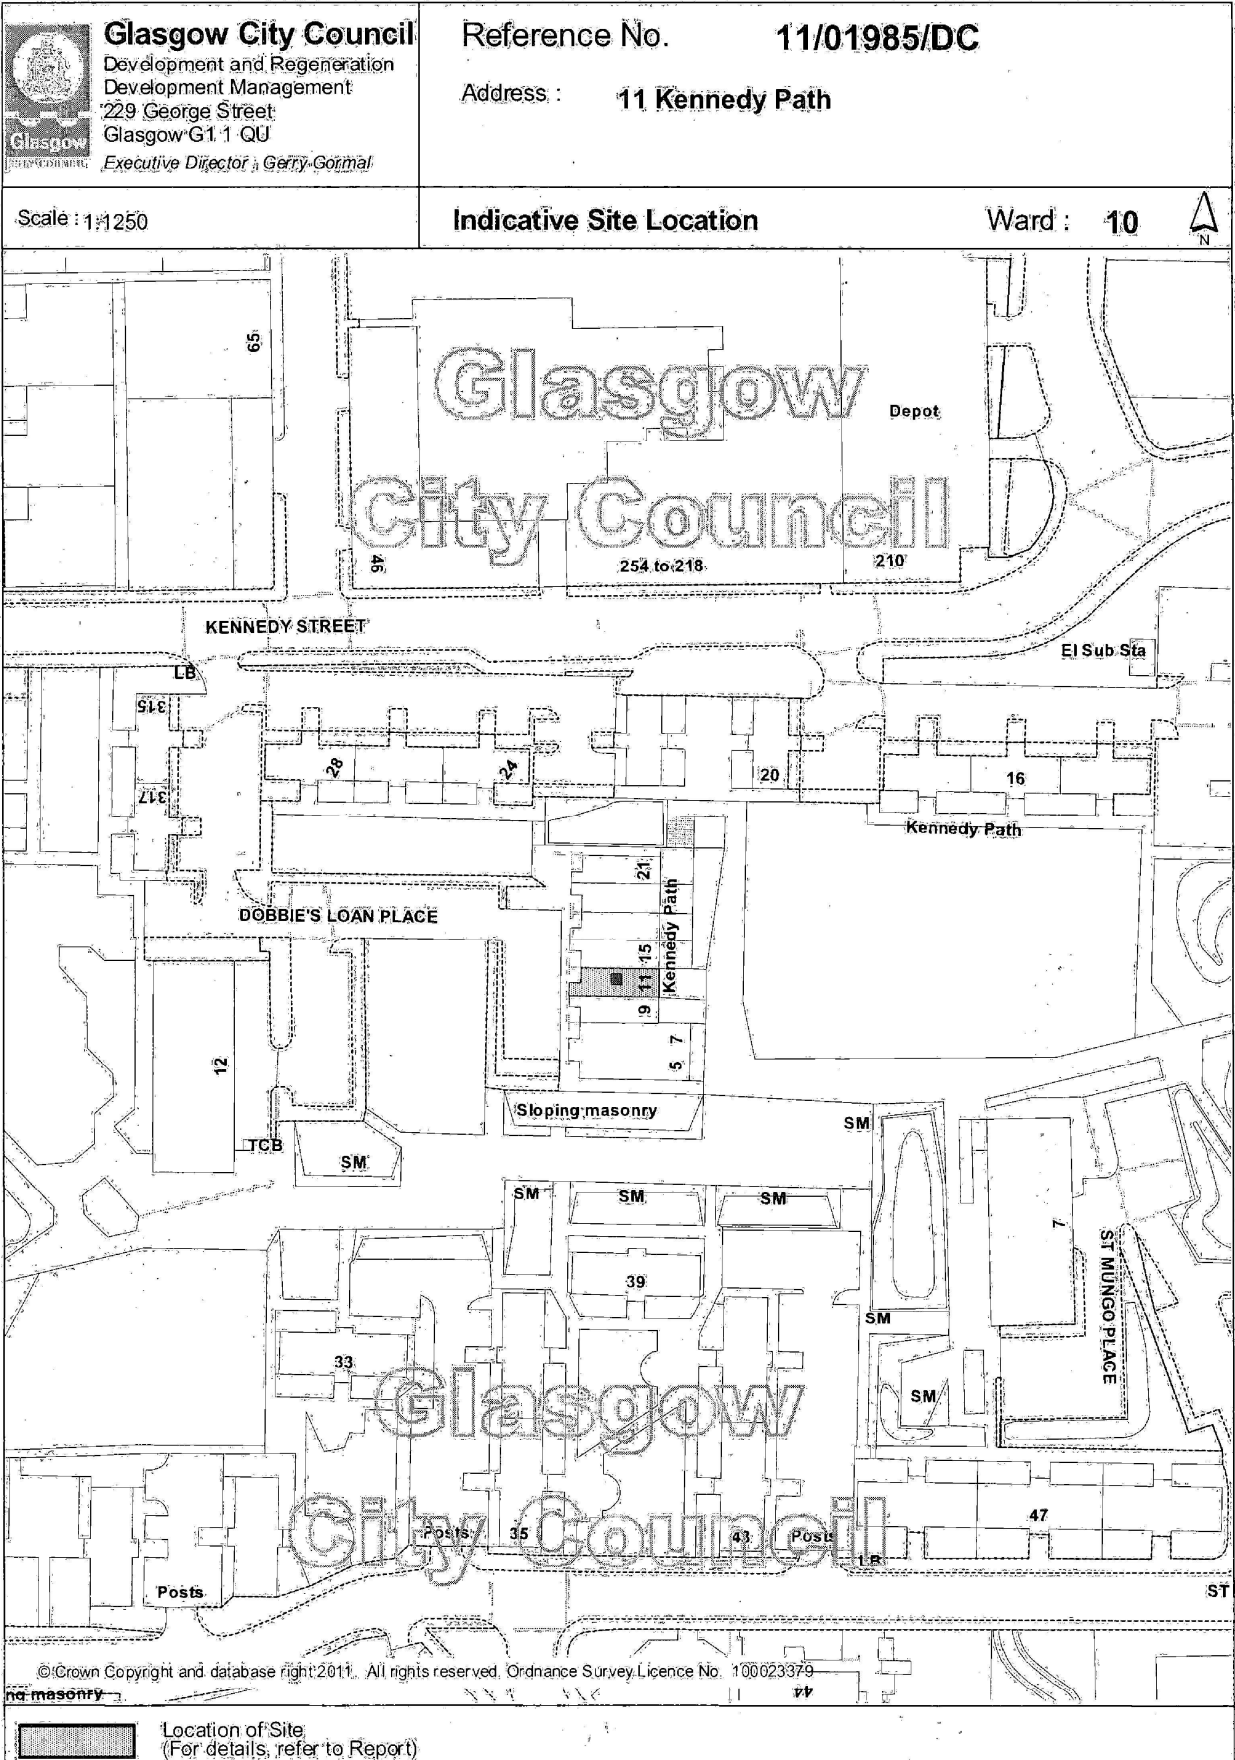 Glasgow City Council
Development and Regeneration
Development Management
229 George Street
Glasgow G1 1 QU
Executive Director : Gerry Gormal
Glasgow
Reference No. 11/01985/DC
Address : 11 Kennedy Path
Scale : 1:1250
Indicative Site Location
Ward : 10
N
65
Glasgow
City Council
Depot
46
254 to 218
210
KENNEDY STREET
LB
El Sub Sta
315
317
28
24
20
16
Kennedy Path
21
Kennedy Path
15
11
9
7
5
DOBBIE'S LOAN PLACE
12
TCB
SM
Sloping masonry
SM
SM
SM
SM
39
7
ST MUNGO PLACE
SM
SM
33
Glasgow
City Council
Posts
35
43
Posts
LB
47
Posts
ST
© Crown Copyright and database right 2011. All rights reserved. Ordnance Survey Licence No. 100023379
ng masonry
44
Location of Site
(For details, refer to Report)